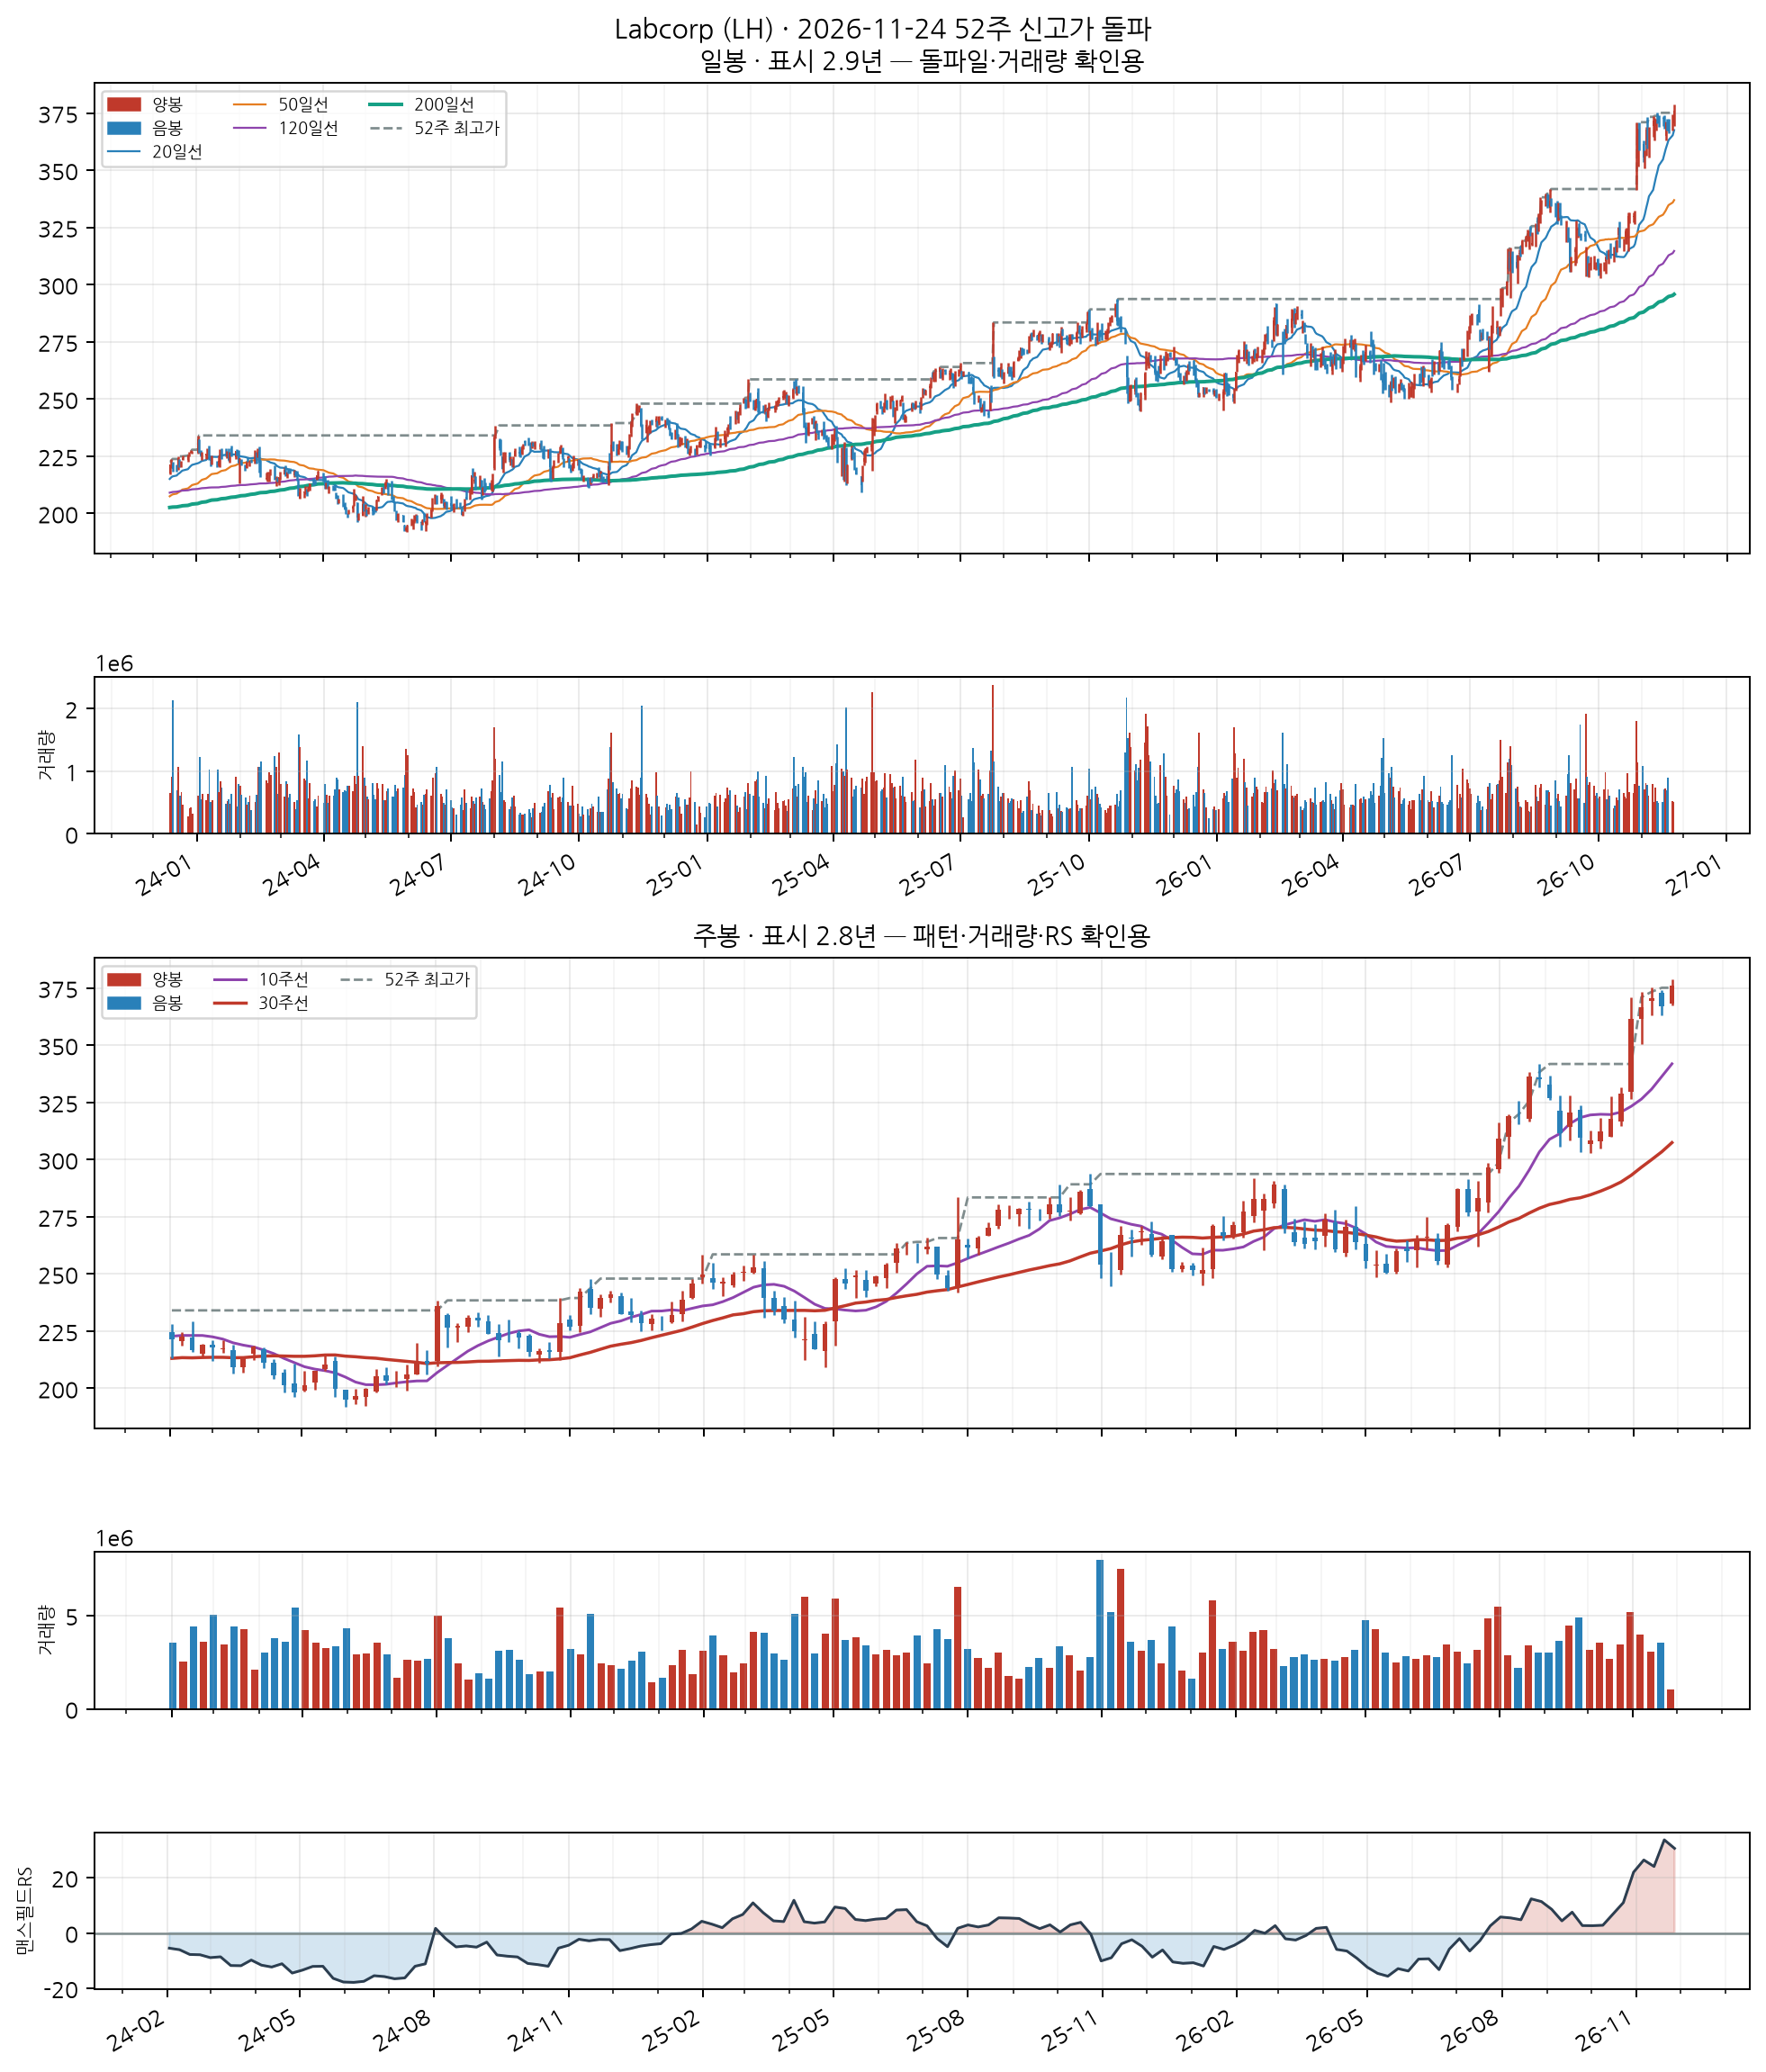 Labcorp (LH) · 2026-11-24 52주 신고가 돌파
일봉 · 표시 2.9년 — 돌파일·거래량 확인용
양봉
음봉
20일선
50일선
120일선
200일선
52주 최고가
375
350
325
300
275
250
225
200
1e6
거래량
2
1
0
24-01
24-04
24-07
24-10
25-01
25-04
25-07
25-10
26-01
26-04
26-07
26-10
27-01
주봉 · 표시 2.8년 — 패턴·거래량·RS 확인용
양봉
음봉
10주선
30주선
52주 최고가
375
350
325
300
275
250
225
200
1e6
거래량
5
0
맨스필드RS
20
0
-20
24-02
24-05
24-08
24-11
25-02
25-05
25-08
25-11
26-02
26-05
26-08
26-11